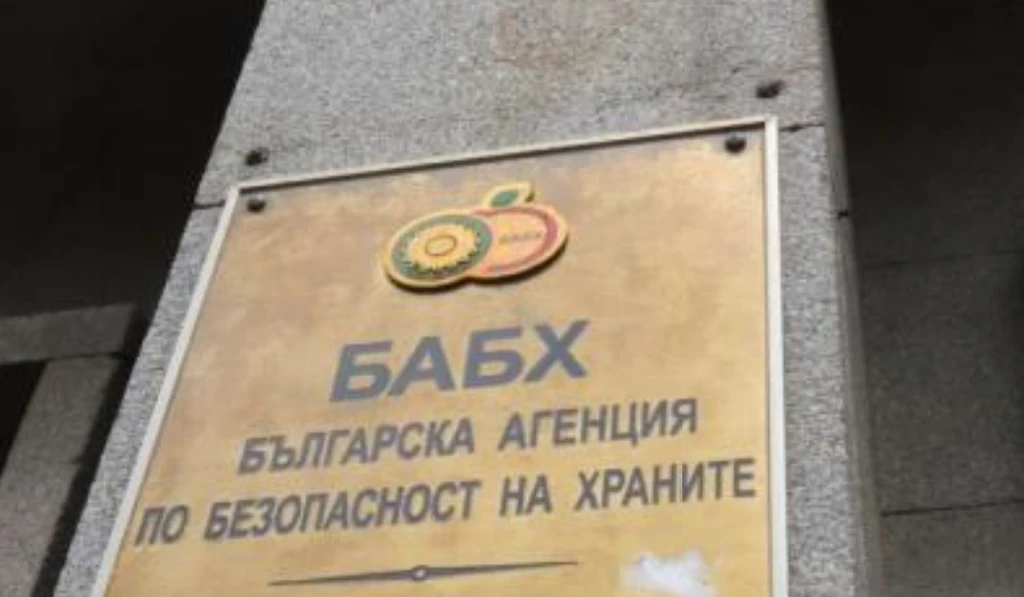 БАБХ
БЪЛГАРСКА АГЕНЦИЯ
ПО БЕЗОПАСНОСТ НА ХРАНИТЕ